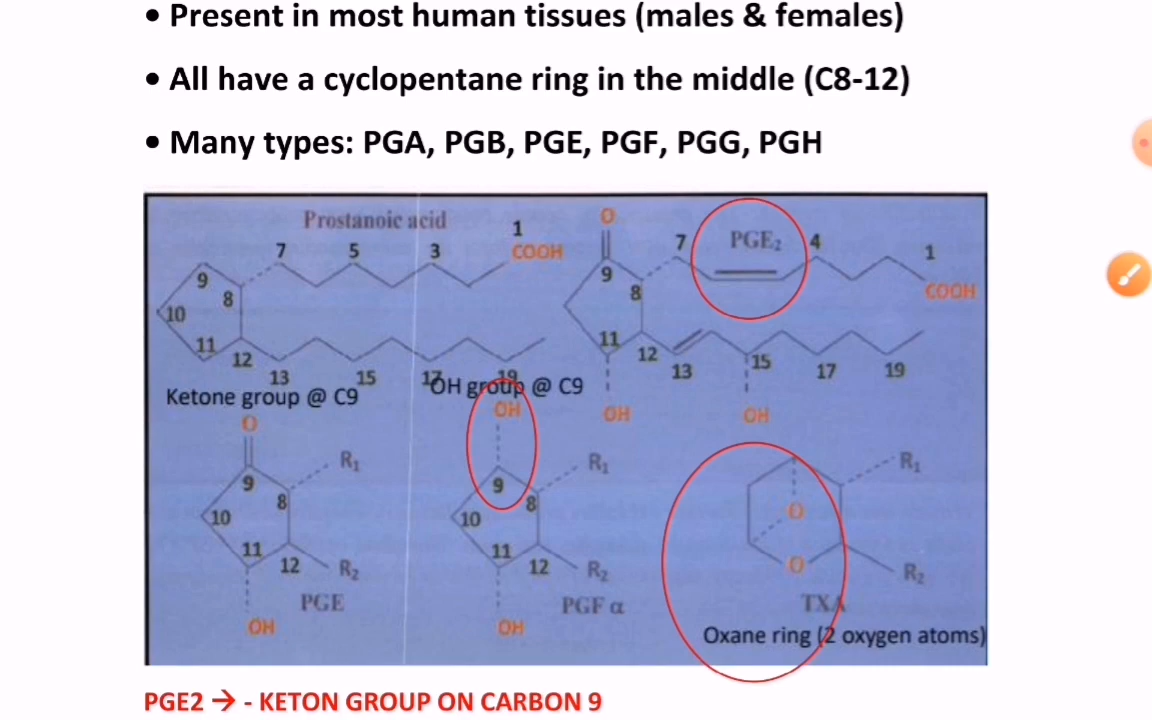 • Present in most human tissues (males & females)
• All have a cyclopentane ring in the middle (C8-12)
• Many types: PGA, PGB, PGE, PGF, PGG, PGH
Prostanoic acid
7 5 3 1
COOH
9
8
10
11
12
13 15 17 19
O
7 PGE₂ 4 1
9
8
COOH
11
12
13 15 17 19
OH OH
Ketone group @ C9
OH group @ C9
O
R₁
9
8
10
11
12
R₂
PGE
OH
OH
R₁
9
8
10
11
12
R₂
PGF α
OH
R₁
O
O
R₂
TXA
Oxane ring (2 oxygen atoms)
PGE2 → - KETON GROUP ON CARBON 9